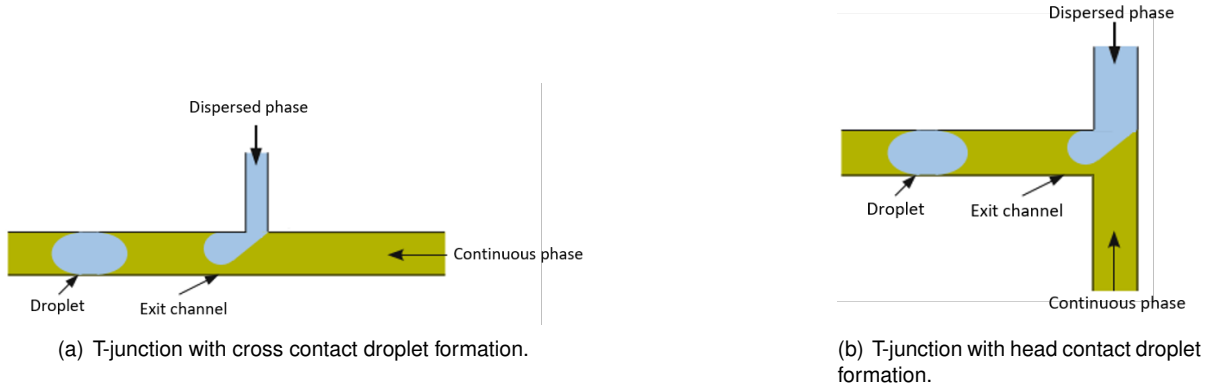 Dispersed phase
Continuous phase
Droplet
Exit channel
(a) T-junction with cross contact droplet formation.
Dispersed phase
Droplet
Exit channel
Continuous phase
(b) T-junction with head contact droplet
formation.